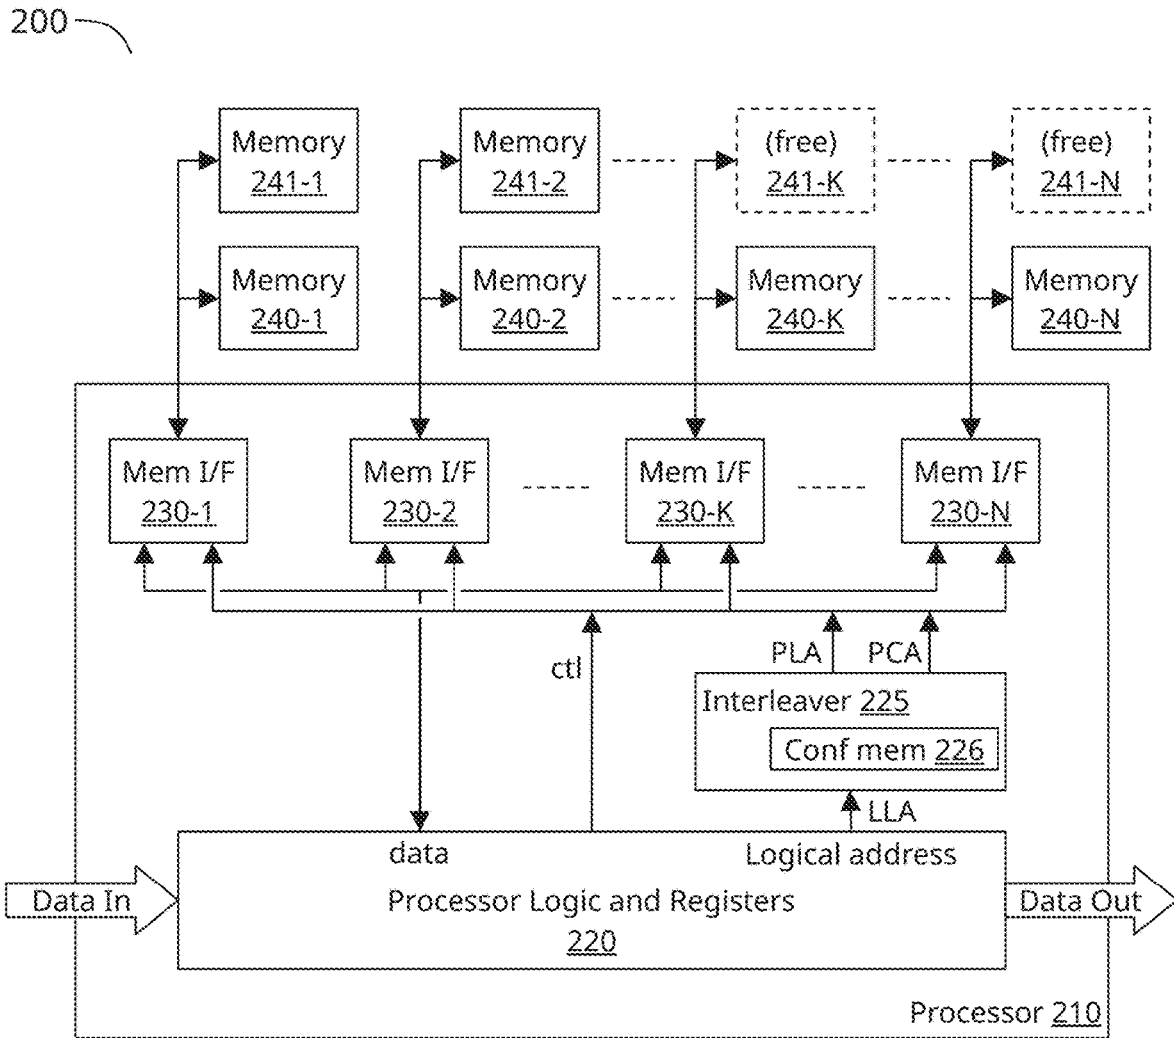 200
Memory
241-1
Memory
241-2
(free)
241-K
(free)
241-N
Memory
240-1
Memory
240-2
Memory
240-K
Memory
240-N
Mem I/F
230-1
Mem I/F
230-2
Mem I/F
230-K
Mem I/F
230-N
ctl
PLA
PCA
Interleaver 225
Conf mem 226
LLA
data
Logical address
Data In
Processor Logic and Registers
220
Data Out
Processor 210